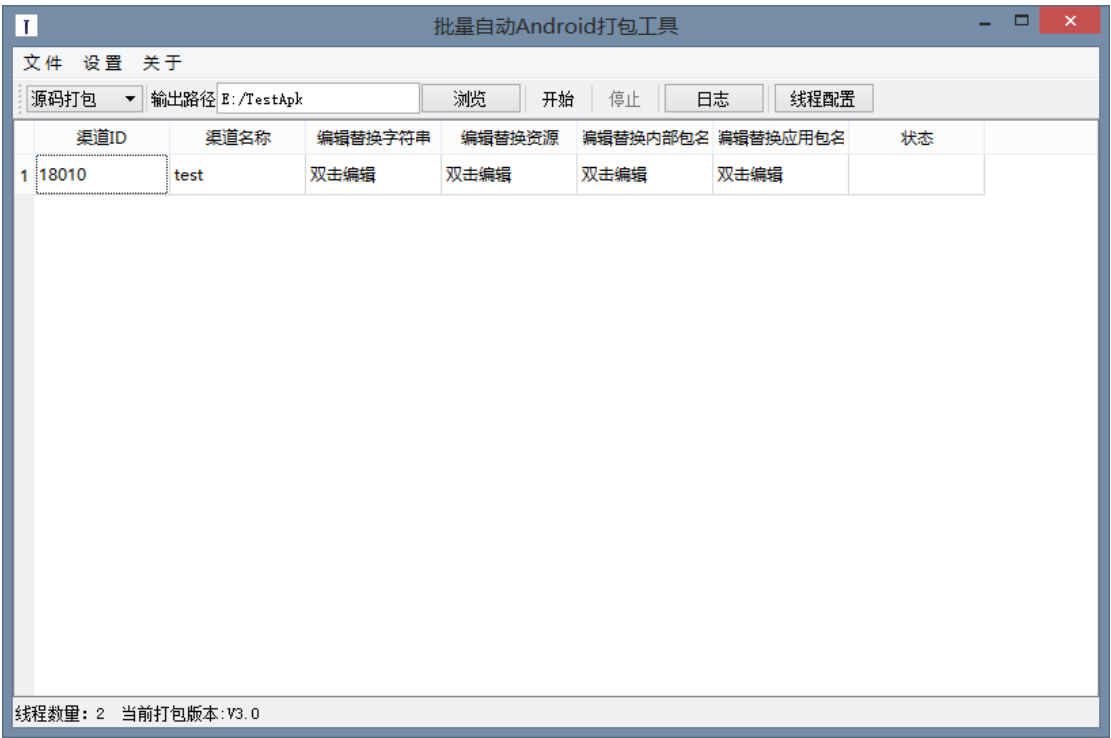 批量自动Android打包工具
文件 设置 关于
源码打包 输出路径 E:/TestApk 浏览 开始 停止 日志 线程配置
渠道ID 渠道名称 编辑替换字符串 编辑替换资源 编辑替换内部包名 编辑替换应用包名 状态
1 18010 test 双击编辑 双击编辑 双击编辑 双击编辑
线程数量: 2 当前打包版本:V3.0